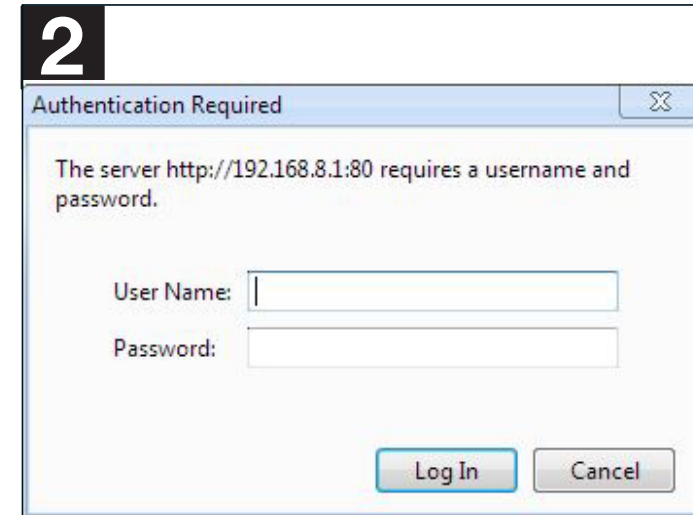 2
Authentication Required
The server http://192.168.8.1:80 requires a username and
password.
User Name:
Password:
Log In Cancel